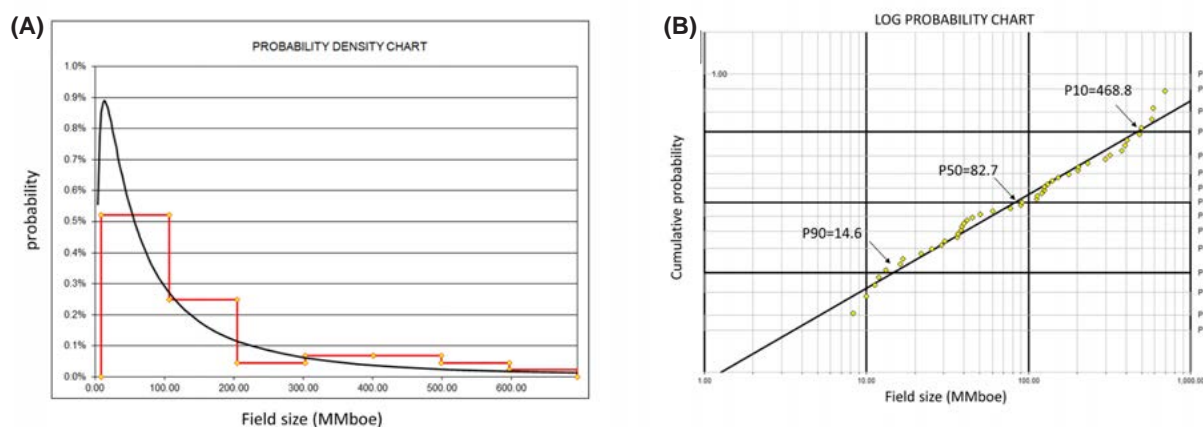 (A)
PROBABILITY DENSITY CHART
probability
1.0%
0.9%
0.8%
0.7%
0.6%
0.5%
0.4%
0.3%
0.2%
0.1%
0.0%
0.00 100.00 200.00 300.00 400.00 500.00 600.00
Field size (MMboe)
(B)
LOG PROBABILITY CHART
Cumulative probability
1.00
P10=468.8
P50=82.7
P90=14.6
P
P
P
P
P
P
P
P
P
P
P
P
P
1.00 10.00 100.00 1,000.00
Field size (MMboe)